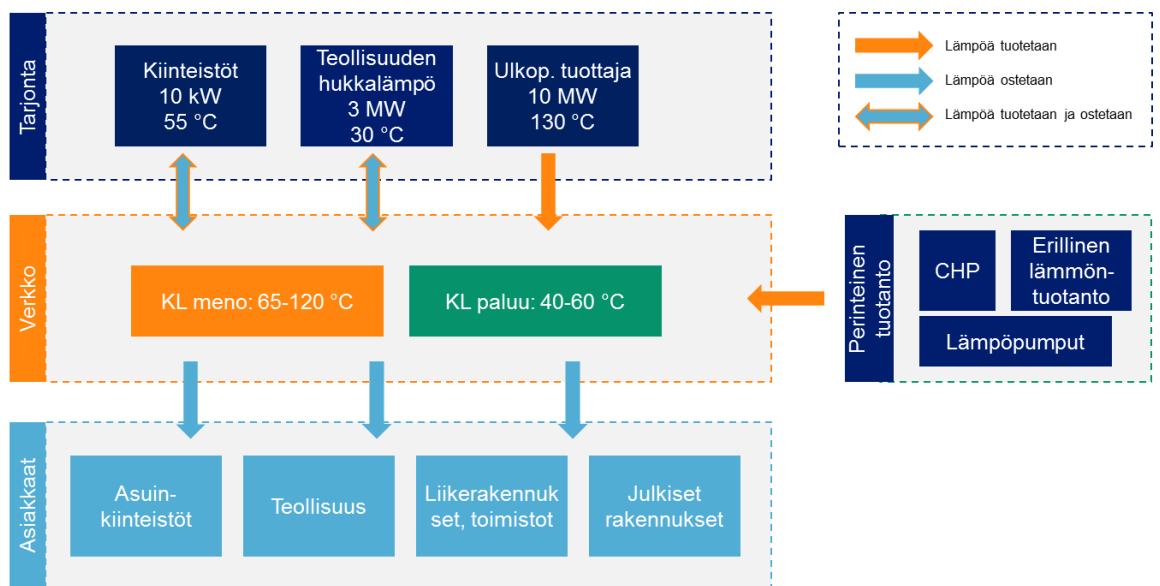 Tarjonta
Kiinteistöt
10 kW
55 °C
Teollisuuden
hukkalämpö
3 MW
30 °C
Ulkop. tuottaja
10 MW
130 °C
Lämpöä tuotetaan
Lämpöä ostetaan
Lämpöä tuotetaan ja ostetaan
Verkko
KL meno: 65-120 °C
KL paluu: 40-60 °C
Perinteinen
tuotanto
CHP
Erillinen
lämmön-
tuotanto
Lämpöpumput
Asiakkaat
Asuin-
kiinteistöt
Teollisuus
Liikerakennuk
set, toimistot
Julkiset
rakennukset